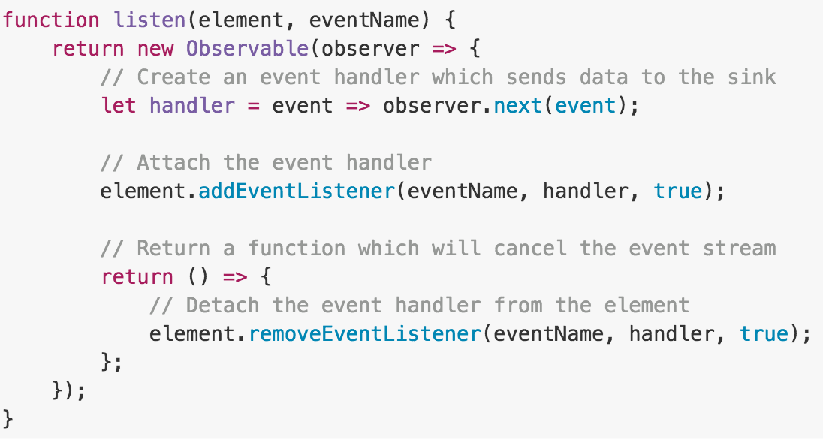 function listen(element, eventName) {
    return new Observable(observer => {
        // Create an event handler which sends data to the sink
        let handler = event => observer.next(event);

        // Attach the event handler
        element.addEventListener(eventName, handler, true);

        // Return a function which will cancel the event stream
        return () => {
            // Detach the event handler from the element
            element.removeEventListener(eventName, handler, true);
        };
    });
}